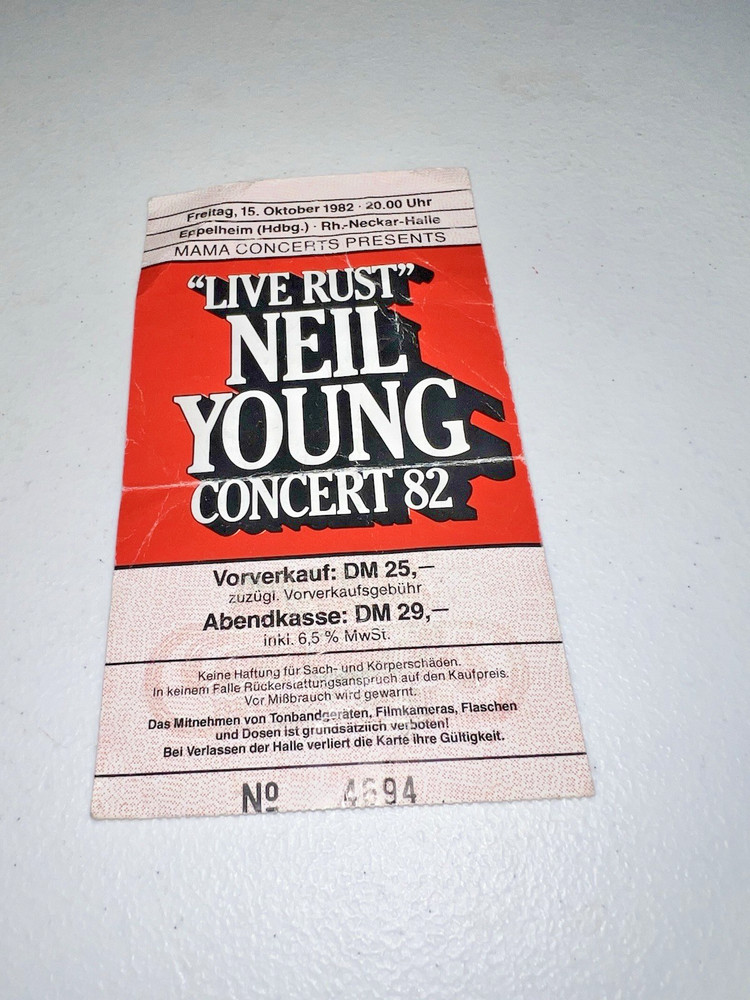 Freitag, 15. Oktober 1982 · 20.00 Uhr
Eppelheim (Hdbg.) · Rh.-Neckar-Halle
MAMA CONCERTS PRESENTS
“LIVE RUST”
NEIL
YOUNG
CONCERT 82
Vorverkauf: DM 25,—
zuzügl. Vorverkaufsgebühr
Abendkasse: DM 29,—
inkl. 6,5 % MwSt.
Keine Haftung für Sach- und Körperschäden.
In keinem Falle Rückerstattungsanspruch auf den Kaufpreis.
Vor Mißbrauch wird gewarnt.
Das Mitnehmen von Tonbandgeräten, Filmkameras, Flaschen
und Dosen ist grundsätzlich verboten!
Bei Verlassen der Halle verliert die Karte ihre Gültigkeit.
Nº 4694